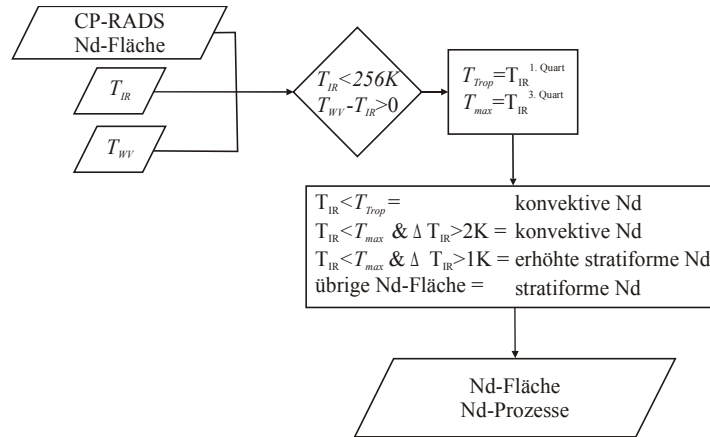 CP-RADS
Nd-Fläche
T_IR
T_WV
T_IR<256K
T_WV-T_IR>0
T_Trop=T_IR^1. Quart
T_max=T_IR^3. Quart
T_IR<T_Trop= konvektive Nd
T_IR<T_max & Δ T_IR>2K = konvektive Nd
T_IR<T_max & Δ T_IR>1K = erhöhte stratiforme Nd
übrige Nd-Fläche = stratiforme Nd
Nd-Fläche
Nd-Prozesse